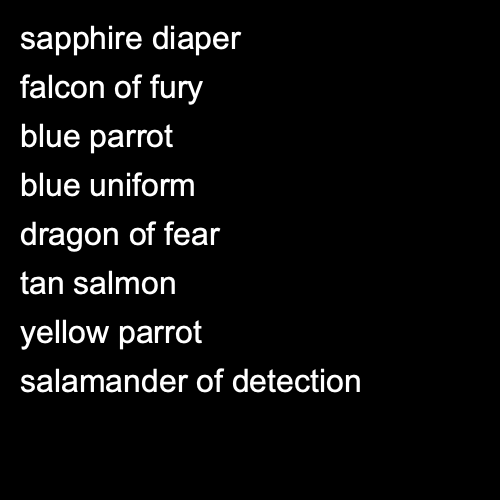 sapphire diaper
falcon of fury
blue parrot
blue uniform
dragon of fear
tan salmon
yellow parrot
salamander of detection